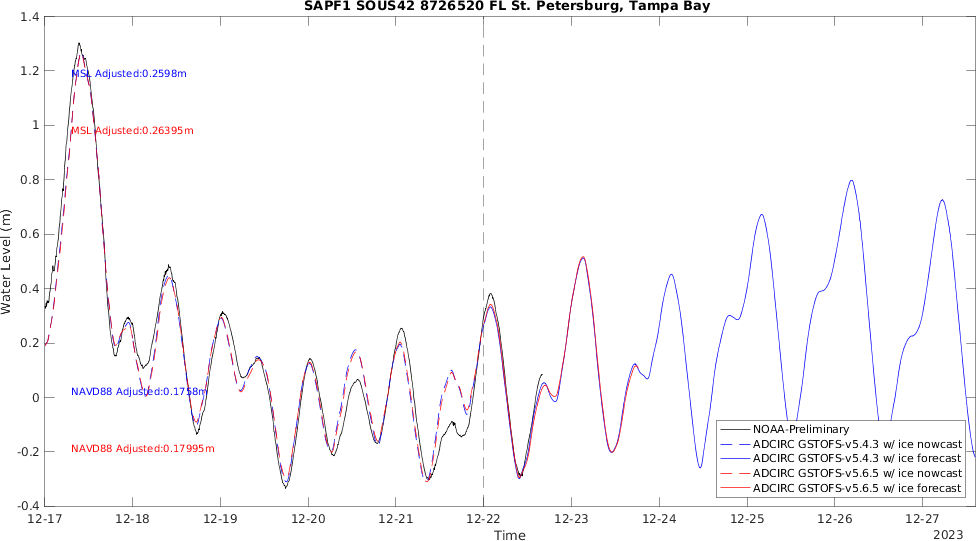 SAPF1 SOUS42 8726520 FL St. Petersburg, Tampa Bay
1.4
1.2
1
0.8
0.6
0.4
0.2
0
-0.2
-0.4
Water Level (m)
MSL Adjusted:0.2598m
MSL Adjusted:0.26395m
NAVD88 Adjusted:0.1758m
NAVD88 Adjusted:0.17995m
NOAA-Preliminary
ADCIRC GSTOFS-v5.4.3 w/ ice nowcast
ADCIRC GSTOFS-v5.4.3 w/ ice forecast
ADCIRC GSTOFS-v5.6.5 w/ ice nowcast
ADCIRC GSTOFS-v5.6.5 w/ ice forecast
12-17 12-18 12-19 12-20 12-21 12-22 12-23 12-24 12-25 12-26 12-27
Time
2023